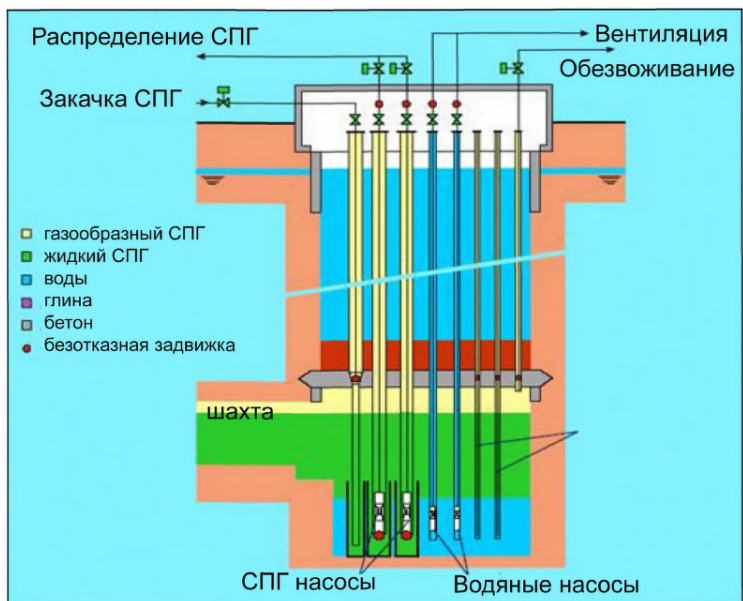 Распределение СПГ
Вентиляция
Обезвоживание
Закачка СПГ
газообразный СПГ
жидкий СПГ
воды
глина
бетон
безотказная задвижка
шахта
СПГ насосы
Водяные насосы